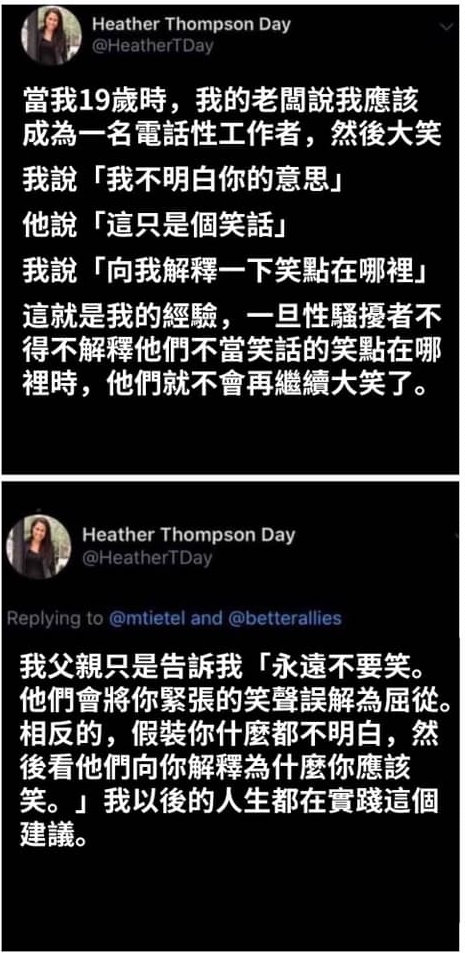 Heather Thompson Day
@HeatherTDay
當我19歲時，我的老闆說我應該
成為一名電話性工作者，然後大笑
我說「我不明白你的意思」
他說「這只是個笑話」
我說「向我解釋一下笑點在哪裡」
這就是我的經驗，一旦性騷擾者不
得不解釋他們不當笑話的笑點在哪
裡時，他們就不會再繼續大笑了。
Heather Thompson Day
@HeatherTDay
Replying to @mtietel and @betterallies
我父親只是告訴我「永遠不要笑。
他們會將你緊張的笑聲誤解為屈從。
相反的，假裝你什麼都不明白，然
後看他們向你解釋為什麼你應該
笑。」我以後的人生都在實踐這個
建議。